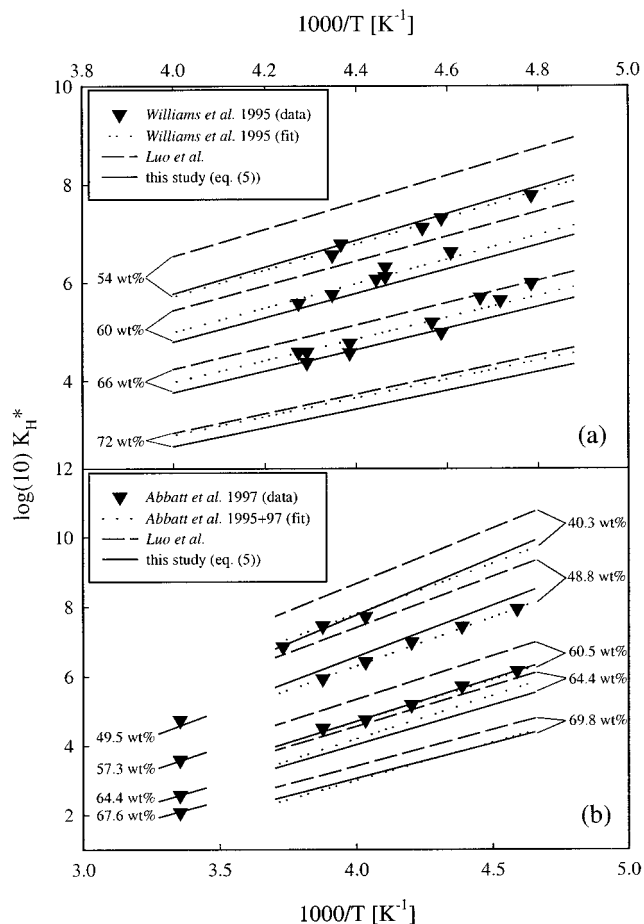 1000/T [K⁻¹]
3.8 4.0 4.2 4.4 4.6 4.8 5.0
10
8
6
4
Williams et al. 1995 (data)
Williams et al. 1995 (fit)
Luo et al.
this study (eq. (5))
54 wt%
60 wt%
66 wt%
72 wt%
(a)
log(10) K_H*
12
10
8
6
4
2
Abbatt et al. 1997 (data)
Abbatt et al. 1995+97 (fit)
Luo et al.
this study (eq. (5))
40.3 wt%
48.8 wt%
60.5 wt%
64.4 wt%
69.8 wt%
49.5 wt%
57.3 wt%
64.4 wt%
67.6 wt%
(b)
3.0 3.5 4.0 4.5 5.0
1000/T [K⁻¹]